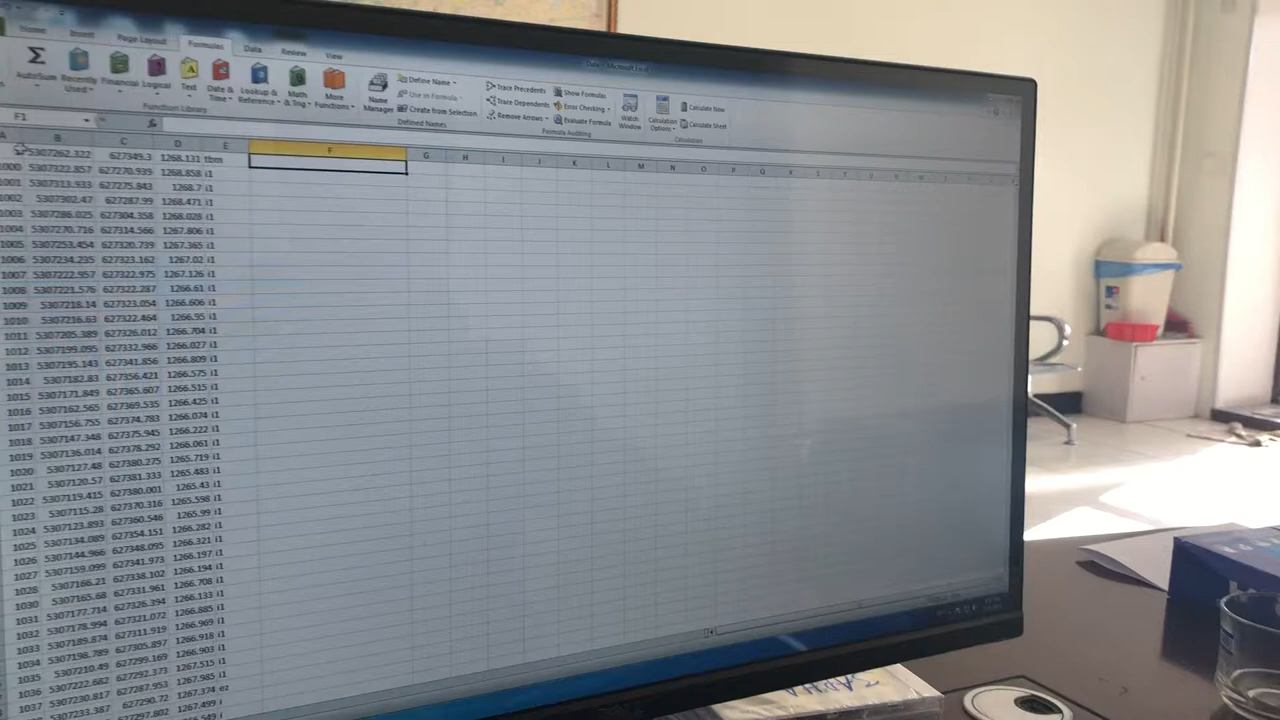 Home Insert Page Layout Formulas Data Review View
AutoSum Recently Used Financial Logical Text Date & Time Lookup & Reference Math & Trig More Functions
Function Library
Name Manager
Define Name
Use in Formula
Create from Selection
Defined Names
Trace Precedents
Trace Dependents
Remove Arrows
Show Formulas
Error Checking
Evaluate Formula
Formula Auditing
Watch Window
Calculation Options
Calculate Now
Calculate Sheet
Calculation
F1
A B C D E F G H I J K L M N O P Q
5307262.322 627349.3 1268.131 tbm
1000 5307322.857 627270.939 1268.858 i1
1001 5307313.933 627275.843 1268.7 i1
1002 5307302.47 627287.99 1268.471 i1
1003 5307286.025 627304.358 1268.028 i1
1004 5307270.716 627314.566 1267.806 i1
1005 5307253.454 627320.739 1267.365 i1
1006 5307234.235 627323.162 1267.02 i1
1007 5307222.957 627322.975 1267.126 i1
1008 5307221.576 627322.287 1266.61 i1
1009 5307218.14 627323.054 1266.606 i1
1010 5307216.63 627322.464 1266.95 i1
1011 5307205.389 627326.012 1266.704 i1
1012 5307199.095 627332.966 1266.027 i1
1013 5307195.143 627341.856 1266.809 i1
1014 5307182.83 627356.421 1266.575 i1
1015 5307171.849 627365.607 1266.515 i1
1016 5307162.565 627369.535 1266.425 i1
1017 5307156.755 627374.783 1266.074 i1
1018 5307147.348 627375.945 1266.222 i1
1019 5307136.014 627378.292 1266.061 i1
1020 5307127.48 627380.275 1265.719 i1
1021 5307120.57 627381.333 1265.483 i1
1022 5307119.415 627380.001 1265.43 i1
1023 5307115.28 627370.316 1265.598 i1
1024 5307123.893 627360.546 1265.99 i1
1025 5307134.089 627354.151 1266.282 i1
1026 5307144.966 627348.095 1266.321 i1
1027 5307159.099 627341.973 1266.197 i1
1028 5307166.21 627338.102 1266.194 i1
1030 5307165.68 627331.961 1266.708 i1
1031 5307177.714 627326.394 1266.133 i1
1032 5307178.994 627321.072 1266.885 i1
1033 5307189.874 627311.919 1266.969 i1
1034 5307198.789 627305.897 1266.918 i1
1035 5307210.49 627299.169 1266.903 i1
1036 5307222.682 627292.373 1267.515 i1
1037 5307230.817 627287.953 1267.985 i1
5307233.387 627290.72 1267.374 ez
627297.802 1267.499 i